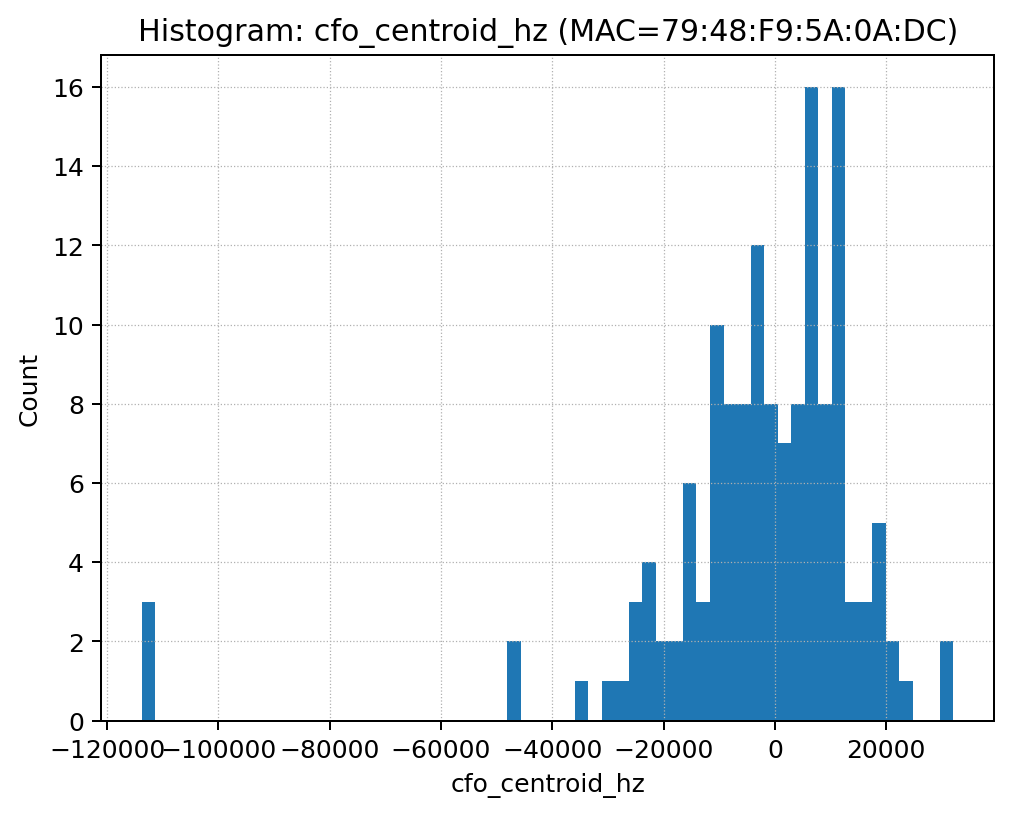 Histogram: cfo_centroid_hz (MAC=79:48:F9:5A:0A:DC)
16
14
12
10
8
6
4
2
0
Count
−120000 −100000 −80000 −60000 −40000 −20000 0 20000
cfo_centroid_hz